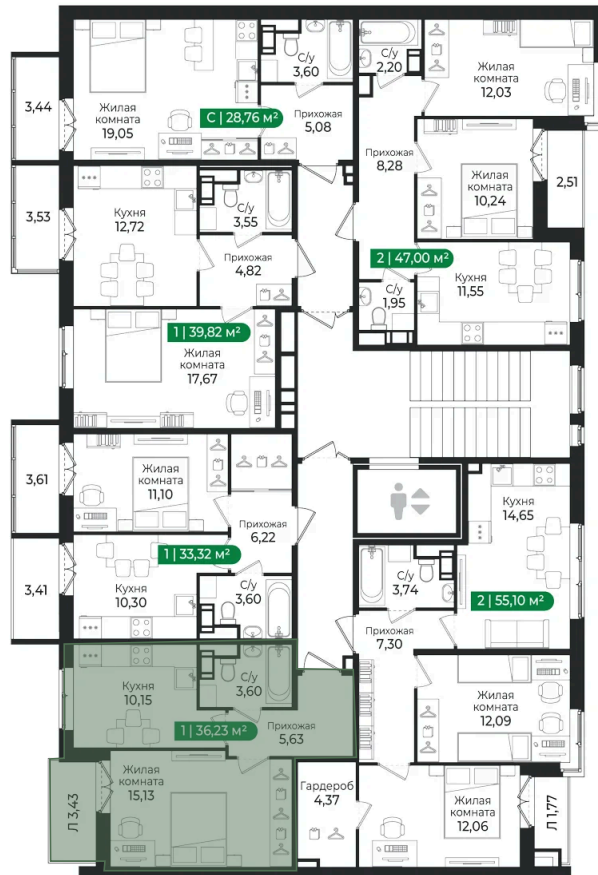 3,44
Жилая
комната
19,05
С | 28,76 м²
С/у
3,60
Прихожая
5,08
С/у
2,20
Жилая
комната
12,03
Прихожая
8,28
Жилая
комната
10,24
2,51
3,53
Кухня
12,72
С/у
3,55
Прихожая
4,82
2 | 47,00 м²
С/у
1,95
11,55
1 | 39,82 м²
Жилая
комната
17,67
3,61
Жилая
комната
11,10
Прихожая
6,22
1 | 33,32 м²
3,41
Кухня
10,30
С/у
3,60
Кухня
14,65
С/у
3,74
2 | 55,10 м²
Прихожая
7,30
Жилая
комната
12,09
Кухня
10,15
С/у
3,60
1 | 36,23 м²
Прихожая
5,63
Л 3,43
Жилая
комната
15,13
Гардероб
4,37
Жилая
комната
12,06
Л 1,77